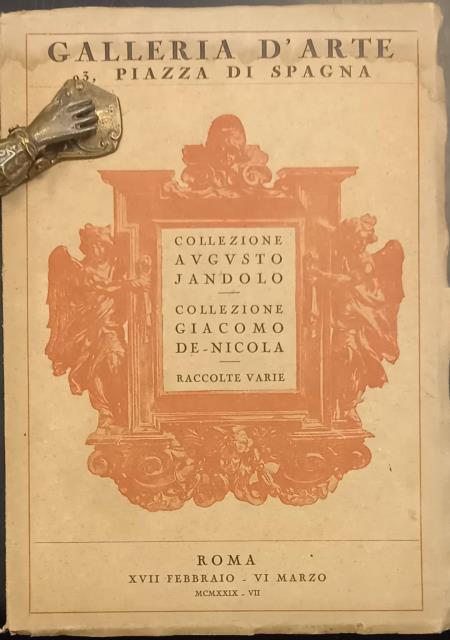 GALLERIA D'ARTE
PIAZZA DI SPAGNA
COLLEZIONE
AVGVSTO
JANDOLO
COLLEZIONE
GIACOMO
DE-NICOLA
RACCOLTE VARIE
ROMA
XVII FEBBRAIO - VI MARZO
MCMXXIX - VII